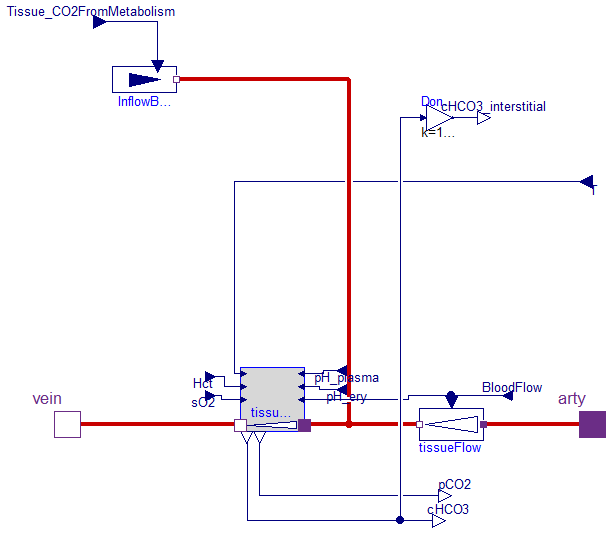 Tissue_CO2FromMetabolism
InflowB...
Don
cHCO3_interstitial
k=1...
T
Hct
pH_plasma
sO2
pH_ery
BloodFlow
vein
tissu...
arty
tissueFlow
pCO2
cHCO3